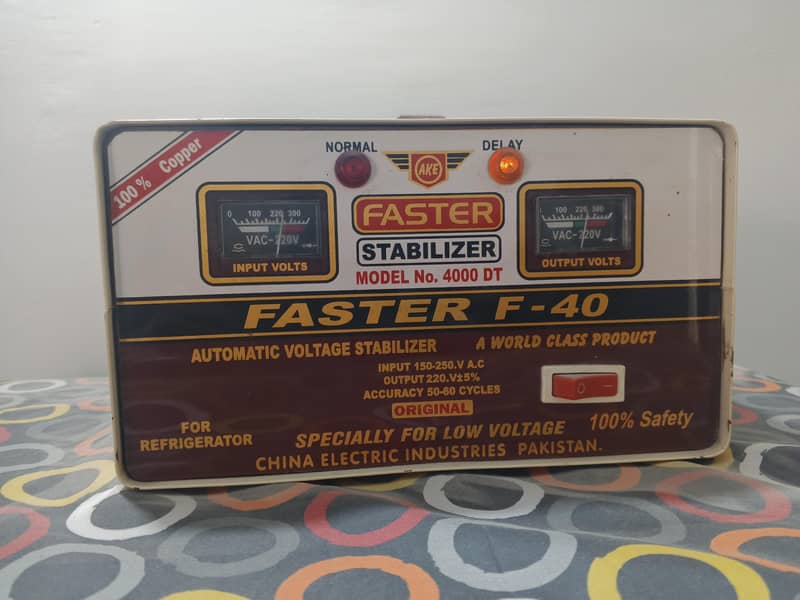 100% Copper
NORMAL
DELAY
AKE
0 100 220 300
VAC-220V
INPUT VOLTS
FASTER
STABILIZER
MODEL No. 4000 DT
100 220 300
VAC-220V
OUTPUT VOLTS
FASTER F-40
AUTOMATIC VOLTAGE STABILIZER
A WORLD CLASS PRODUCT
INPUT 150-250.V A.C
OUTPUT 220.V±5%
ACCURACY 50-60 CYCLES
ORIGINAL
FOR
REFRIGERATOR
SPECIALLY FOR LOW VOLTAGE
100% Safety
CHINA ELECTRIC INDUSTRIES PAKISTAN.